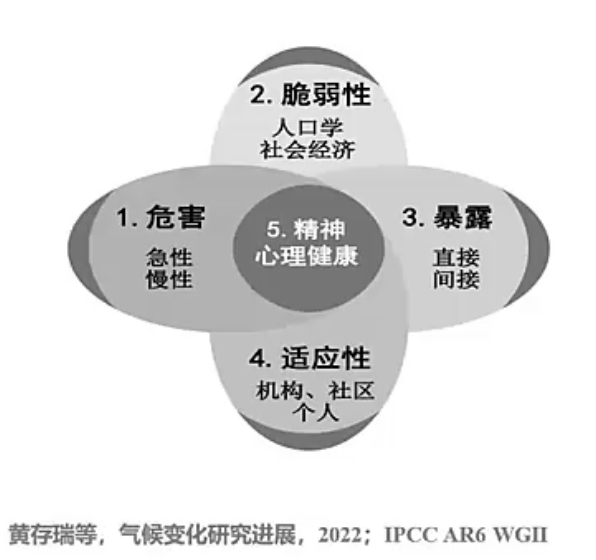 2. 脆弱性
人口学
社会经济
1. 危害
急性
慢性
5. 精神
心理健康
3. 暴露
直接
间接
4. 适应性
机构、社区
个人
黄存瑞等，气候变化研究进展，2022；IPCC AR6 WGII